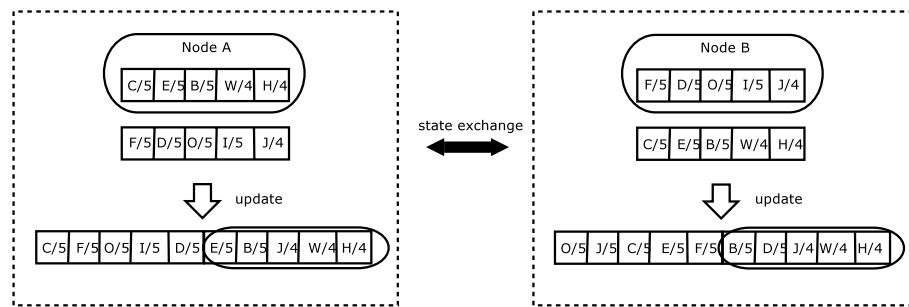 Node A
C/5 E/5 B/5 W/4 H/4
F/5 D/5 O/5 I/5 J/4
update
C/5 F/5 O/5 I/5 D/5 E/5 B/5 J/4 W/4 H/4
state exchange
Node B
F/5 D/5 O/5 I/5 J/4
C/5 E/5 B/5 W/4 H/4
update
O/5 J/5 C/5 E/5 F/5 B/5 D/5 J/4 W/4 H/4